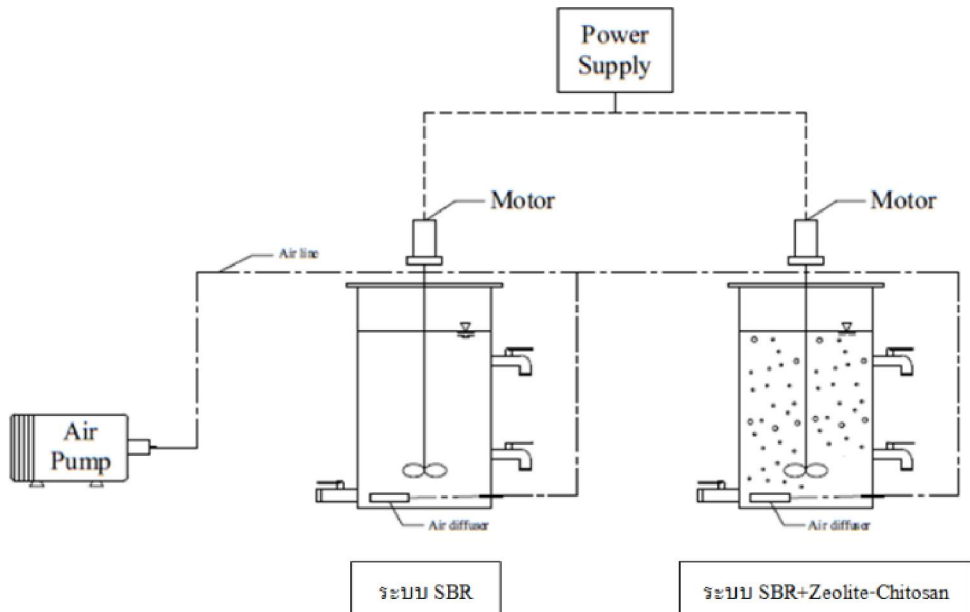 Power
Supply
Motor
Motor
Air line
Air
Pump
Air diffuser
Air diffuser
ระบบ SBR
ระบบ SBR+Zeolite-Chitosan